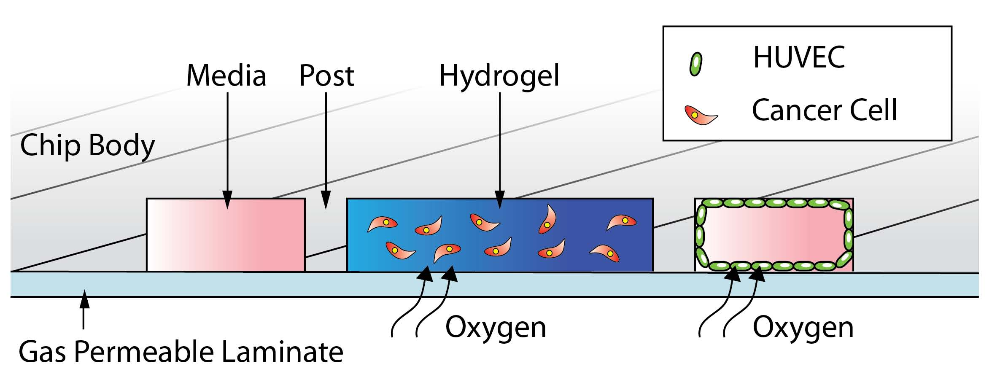 HUVEC
Cancer Cell
Media
Post
Hydrogel
Chip Body
Oxygen
Oxygen
Gas Permeable Laminate